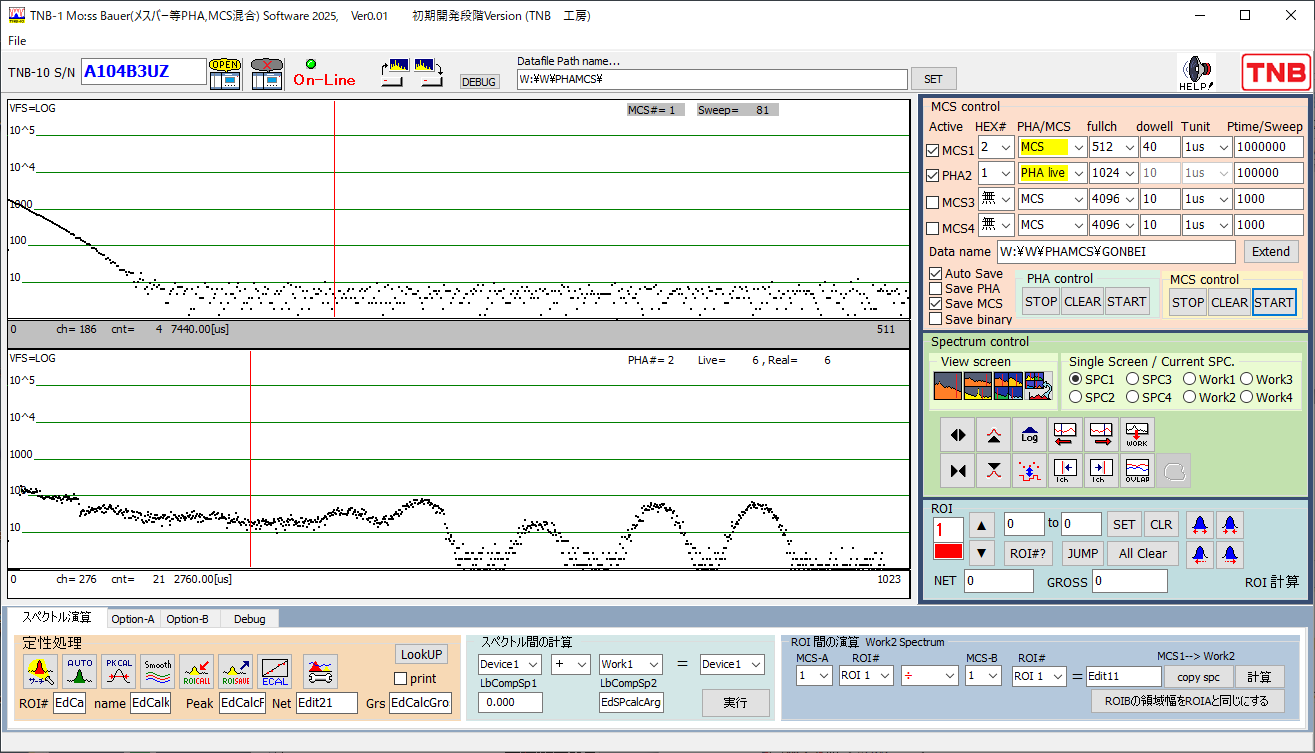 TNB-1 Mo:ss Bauer(メスバー等PHA,MCS混合) Software 2025,　Ver0.01　　初期開発段階Version (TNB　工房)
File
TNB-10 S/N A104B3UZ OPEN On-Line DEBUG
Datafile Path name...
W:¥W¥PHAMCS¥ SET HELP! TNB
VFS=LOG MCS#= 1 Sweep= 81
10^5
10^4
1000
100
10
0 ch= 186 cnt= 4 7440.00[us] 511
VFS=LOG PHA#= 2 Live= 6 , Real= 6
10^5
10^4
1000
100
10
0 ch= 276 cnt= 21 2760.00[us] 1023
MCS control
Active HEX# PHA/MCS fullch dowell Tunit Ptime/Sweep
MCS1 2 MCS 512 40 1us 1000000
PHA2 1 PHA live 1024 10 1us 100000
MCS3 無 MCS 4096 10 1us 1000
MCS4 無 MCS 4096 10 1us 1000
Data name W:¥W¥PHAMCS¥GONBEI Extend
Auto Save
Save PHA
Save MCS
Save binary
PHA control
STOP CLEAR START
MCS control
STOP CLEAR START
Spectrum control
View screen
Single Screen / Current SPC.
SPC1 SPC3 Work1 Work3
SPC2 SPC4 Work2 Work4
Log WORK
1ch 1ch OVLAP
ROI
1 ▲ 0 to 0 SET CLR
▼ ROI#? JUMP All Clear
NET 0 GROSS 0 ROI 計算
スペクトル演算 Option-A Option-B Debug
定性処理
LookUP
サーチ AUTO PKCAL Smooth ROICALL ROISAVE ECAL
print
ROI# EdCa name EdCalk Peak EdCalcF Net Edit21 Grs EdCalcGro
スペクトル間の計算
Device1 + Work1 = Device1
LbCompSp1 LbCompSp2
0.000 EdSPcalcArg 実行
ROI 間の演算 Work2 Spectrum
MCS-A ROI# MCS-B ROI# MCS1--> Work2
1 ROI 1 ÷ 1 ROI 1 = Edit11 copy spc 計算
ROIBの領域幅をROIAと同じにする